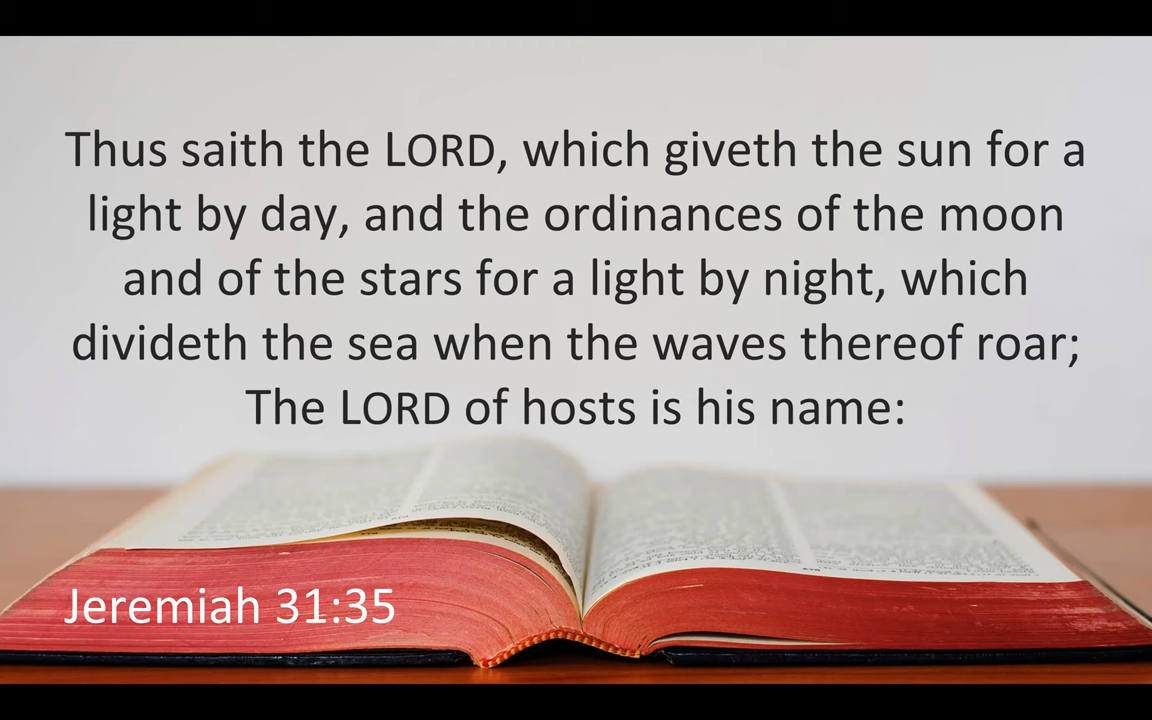 Thus saith the LORD, which giveth the sun for a
light by day, and the ordinances of the moon
and of the stars for a light by night, which
divideth the sea when the waves thereof roar;
The LORD of hosts is his name:
Jeremiah 31:35